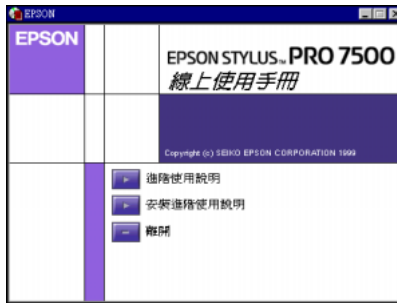 EPSON
EPSON
EPSON STYLUS™ PRO 7500
線上使用手冊
Copyright (c) SEIKO EPSON CORPORATION 1999
進階使用說明
安裝進階使用說明
離開